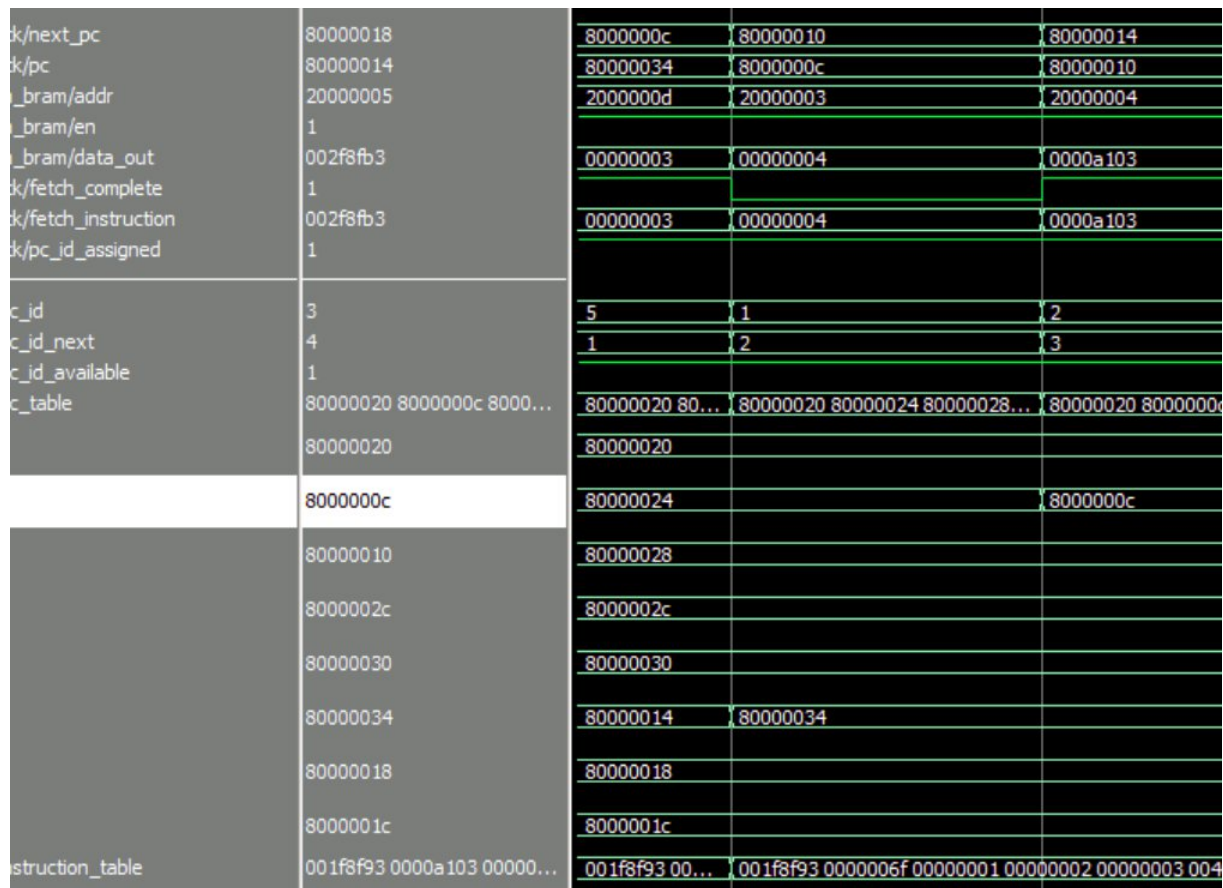 k/next_pc 80000018 8000000c 80000010 80000014
k/pc 80000014 80000034 8000000c 80000010
_bram/addr 20000005 2000000d 20000003 20000004
_bram/en 1
_bram/data_out 002f8fb3 00000003 00000004 0000a103
k/fetch_complete 1
k/fetch_instruction 002f8fb3 00000003 00000004 0000a103
k/pc_id_assigned 1
c_id 3 5 1 2
c_id_next 4 1 2 3
c_id_available 1
c_table 80000020 8000000c 8000... 80000020 80... 80000020 80000024 80000028... 80000020 8000000c
80000020 80000020
8000000c 80000024 8000000c
80000010 80000028
8000002c 8000002c
80000030 80000030
80000034 80000014 80000034
80000018 80000018
8000001c 8000001c
struction_table 001f8f93 0000a103 00000... 001f8f93 00... 001f8f93 0000006f 00000001 00000002 00000003 004